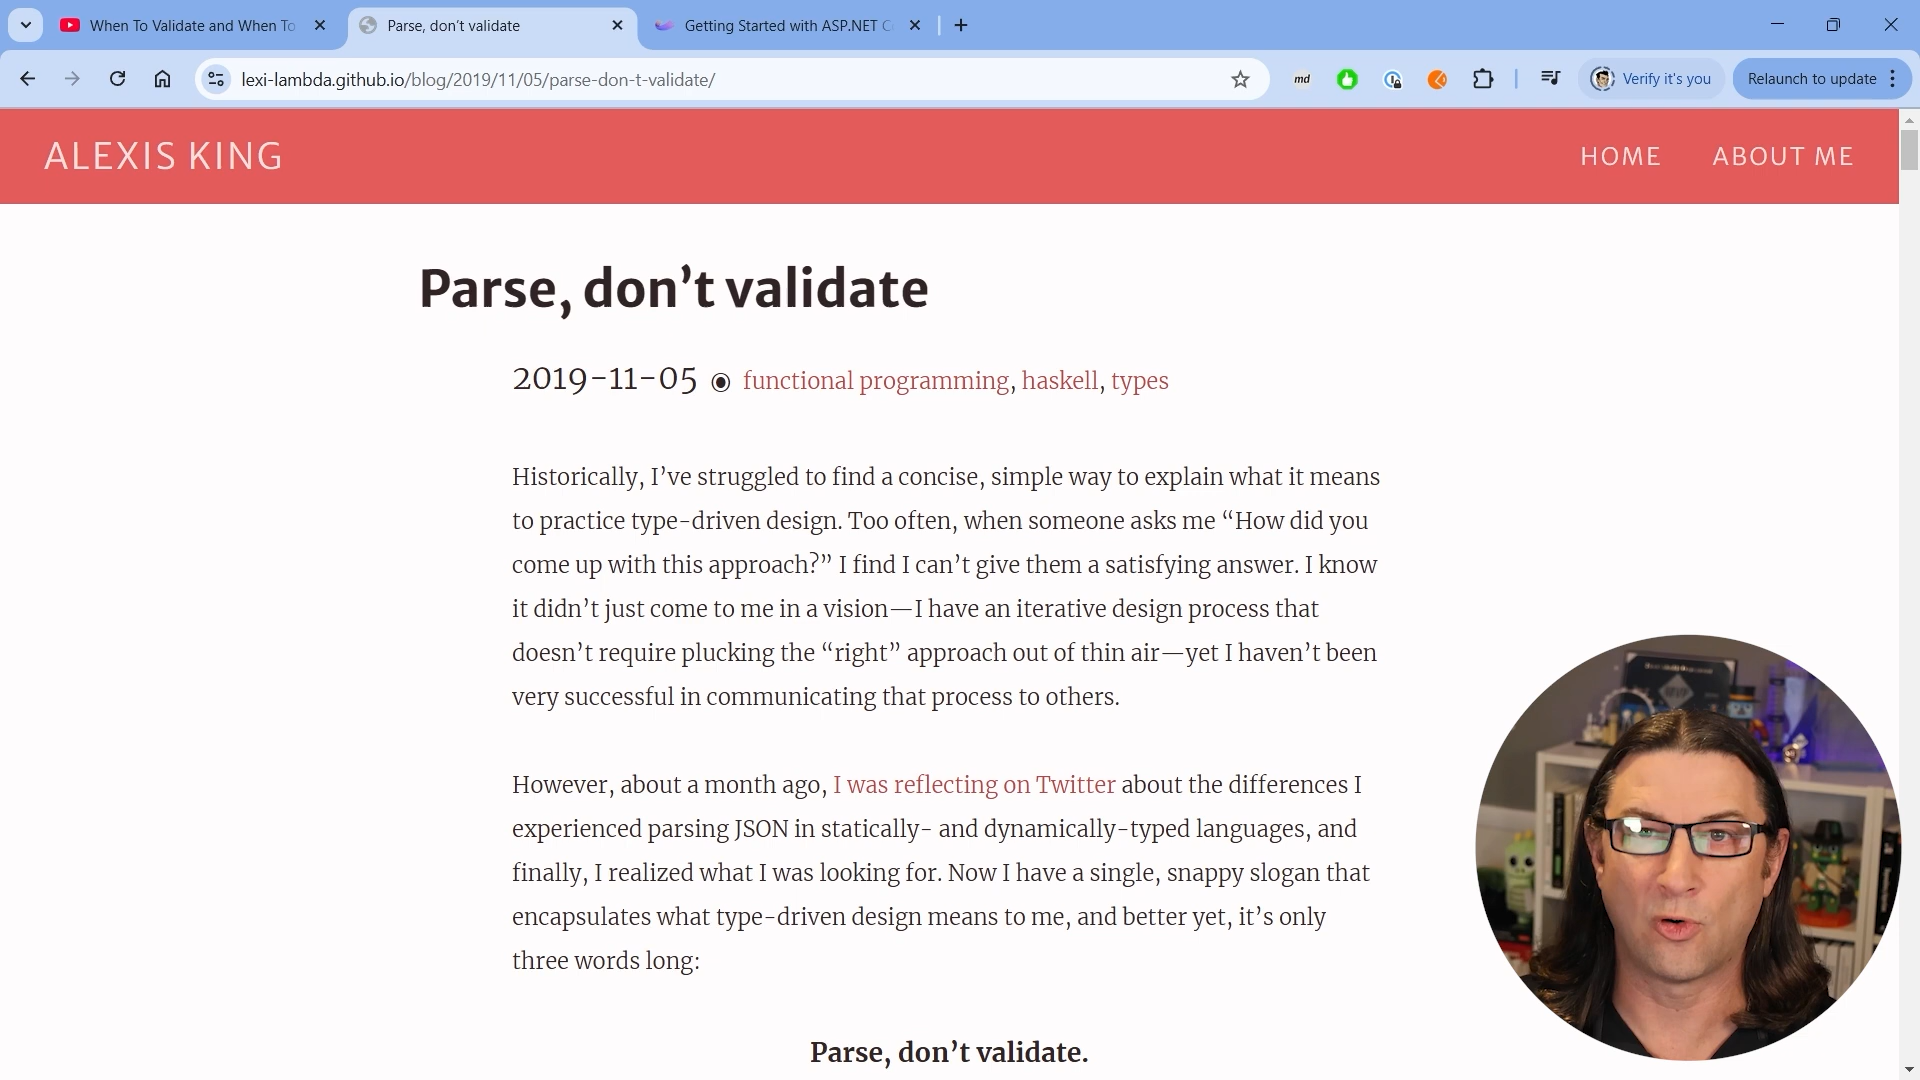 When To Validate and When To
Parse, don't validate
Getting Started with ASP.NET C
lexi-lambda.github.io/blog/2019/11/05/parse-don-t-validate/
md
Verify it's you
Relaunch to update
ALEXIS KING
HOME
ABOUT ME
Parse, don’t validate
2019-11-05 ◉ functional programming, haskell, types
Historically, I’ve struggled to find a concise, simple way to explain what it means
to practice type-driven design. Too often, when someone asks me “How did you
come up with this approach?” I find I can’t give them a satisfying answer. I know
it didn’t just come to me in a vision—I have an iterative design process that
doesn’t require plucking the “right” approach out of thin air—yet I haven’t been
very successful in communicating that process to others.
However, about a month ago, I was reflecting on Twitter about the differences I
experienced parsing JSON in statically- and dynamically-typed languages, and
finally, I realized what I was looking for. Now I have a single, snappy slogan that
encapsulates what type-driven design means to me, and better yet, it’s only
three words long:
Parse, don’t validate.
MVP